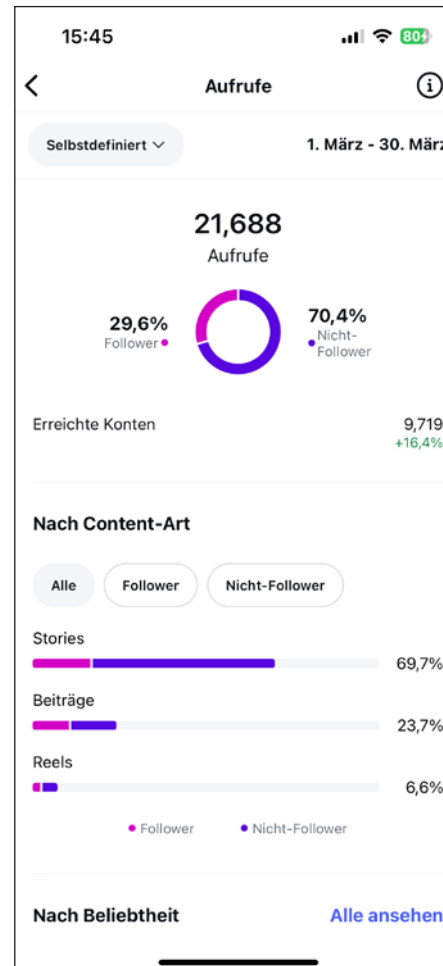 15:45
80
Aufrufe
Selbstdefiniert
1. März - 30. März
21,688
Aufrufe
29,6%
Follower
70,4%
Nicht-
Follower
Erreichte Konten
9,719
+16,4%
Nach Content-Art
Alle
Follower
Nicht-Follower
Stories
69,7%
Beiträge
23,7%
Reels
6,6%
Follower
Nicht-Follower
Nach Beliebtheit
Alle ansehen